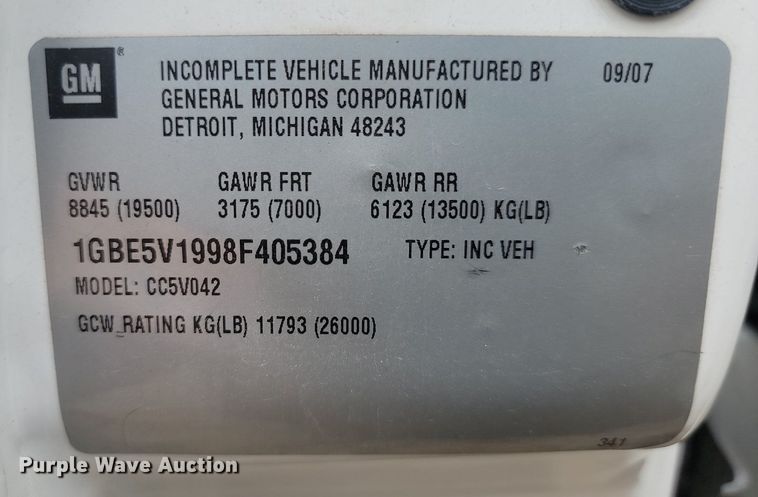 GM ®
INCOMPLETE VEHICLE MANUFACTURED BY 09/07
GENERAL MOTORS CORPORATION
DETROIT, MICHIGAN 48243
GVWR GAWR FRT GAWR RR
8845 (19500) 3175 (7000) 6123 (13500) KG(LB)
1GBE5V1998F405384 TYPE: INC VEH
MODEL: CC5V042
GCW_RATING KG(LB) 11793 (26000)
341
Purple Wave Auction